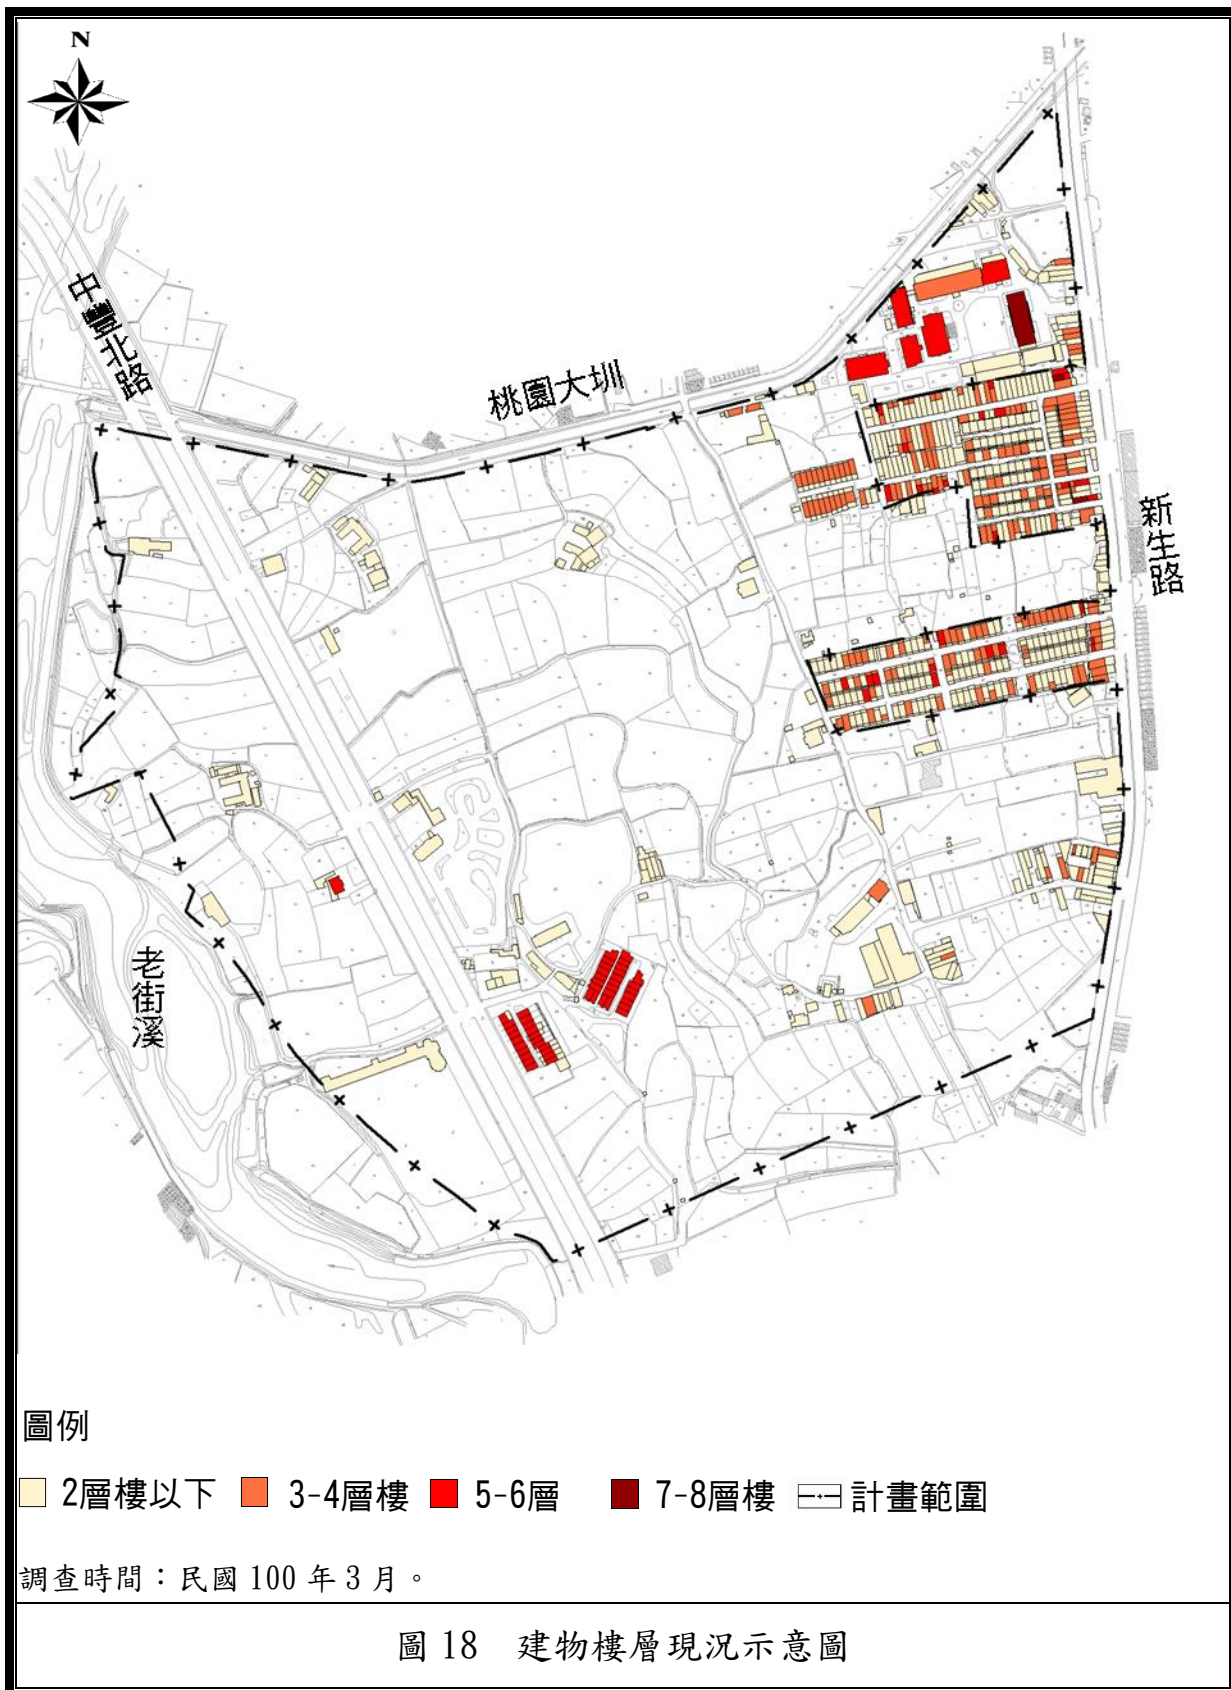 N
中豐北路
桃園大圳
新生路
老街溪
圖例
2層樓以下 3-4層樓 5-6層 7-8層樓 計畫範圍
調查時間：民國 100 年 3 月。
圖 18 建物樓層現況示意圖